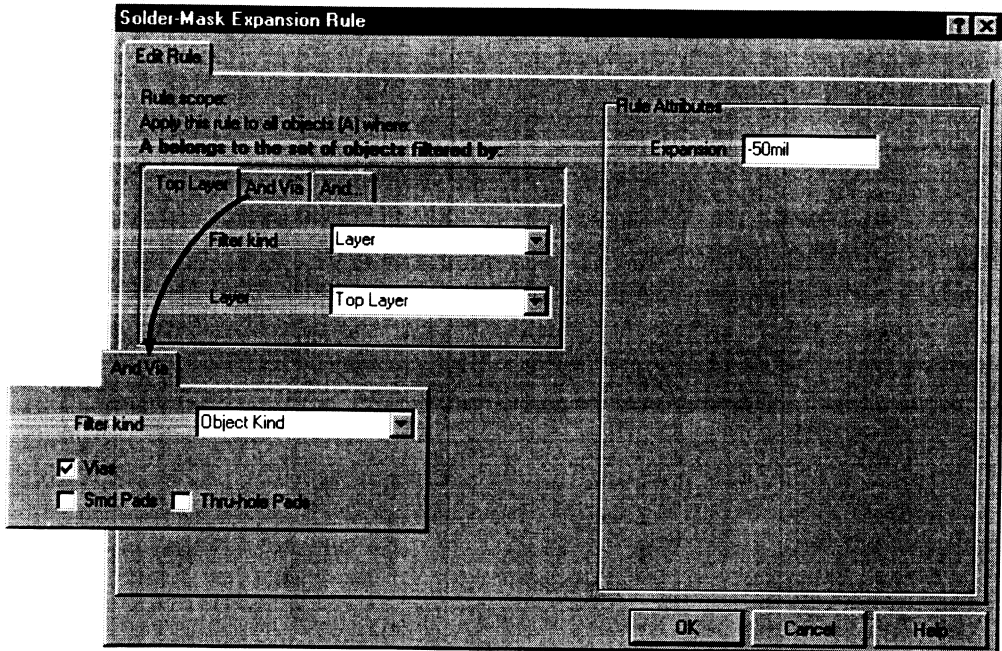 Solder-Mask Expansion Rule
Edit Rule
Rule scope:
Apply this rule to all objects (A) where:
A belongs to the set of objects filtered by:
Top Layer And Via And...
Filter kind Layer
Layer Top Layer
And Via
Filter kind Object Kind
Vias
Smd Pads Thru-hole Pads
Rule Attributes
Expansion -50mil
OK Cancel Help